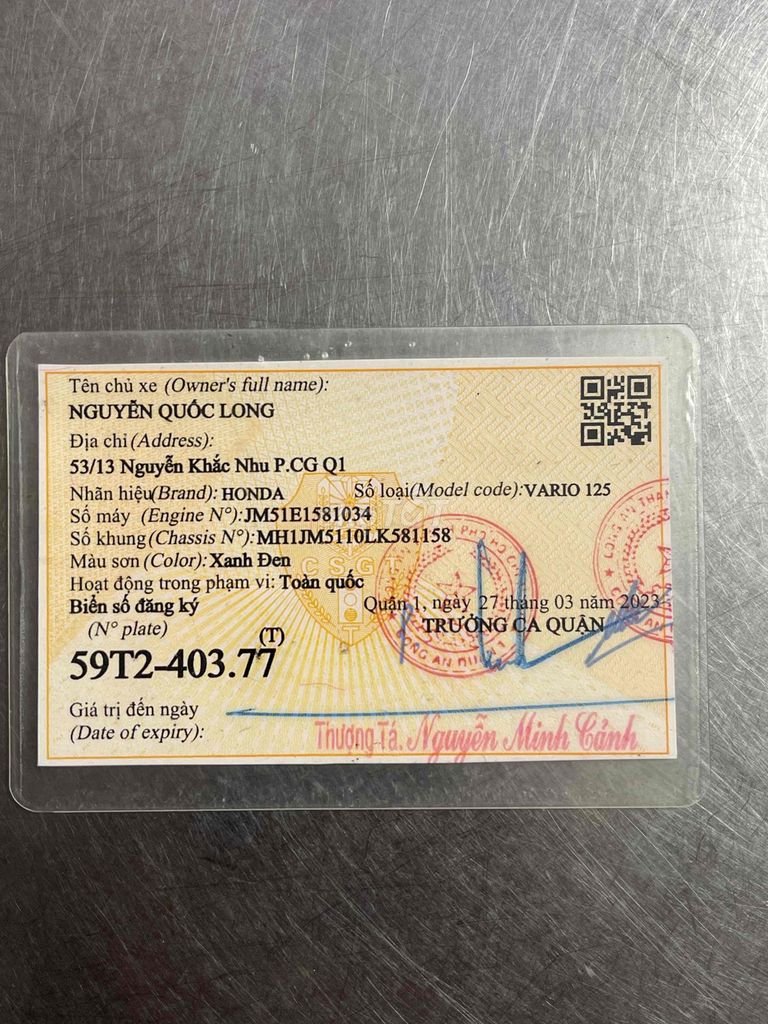 Tên chủ xe (Owner's full name):
NGUYỄN QUỐC LONG
Địa chỉ (Address):
53/13 Nguyễn Khắc Nhu P.CG Q1
Nhãn hiệu(Brand): HONDA Số loại(Model code):VARIO 125
Số máy (Engine N°):JM51E1581034
Số khung(Chassis N°):MH1JM5110LK581158
Màu sơn (Color): Xanh Đen
CSGT
Hoạt động trong phạm vi: Toàn quốc
Biển số đăng ký Quận 1, ngày 27 tháng 03 năm 2023
(N° plate) TRƯỞNG CA QUẬN
(T)
59T2-403.77
Giá trị đến ngày
(Date of expiry):
Thượng Tá. Nguyễn Minh Cảnh